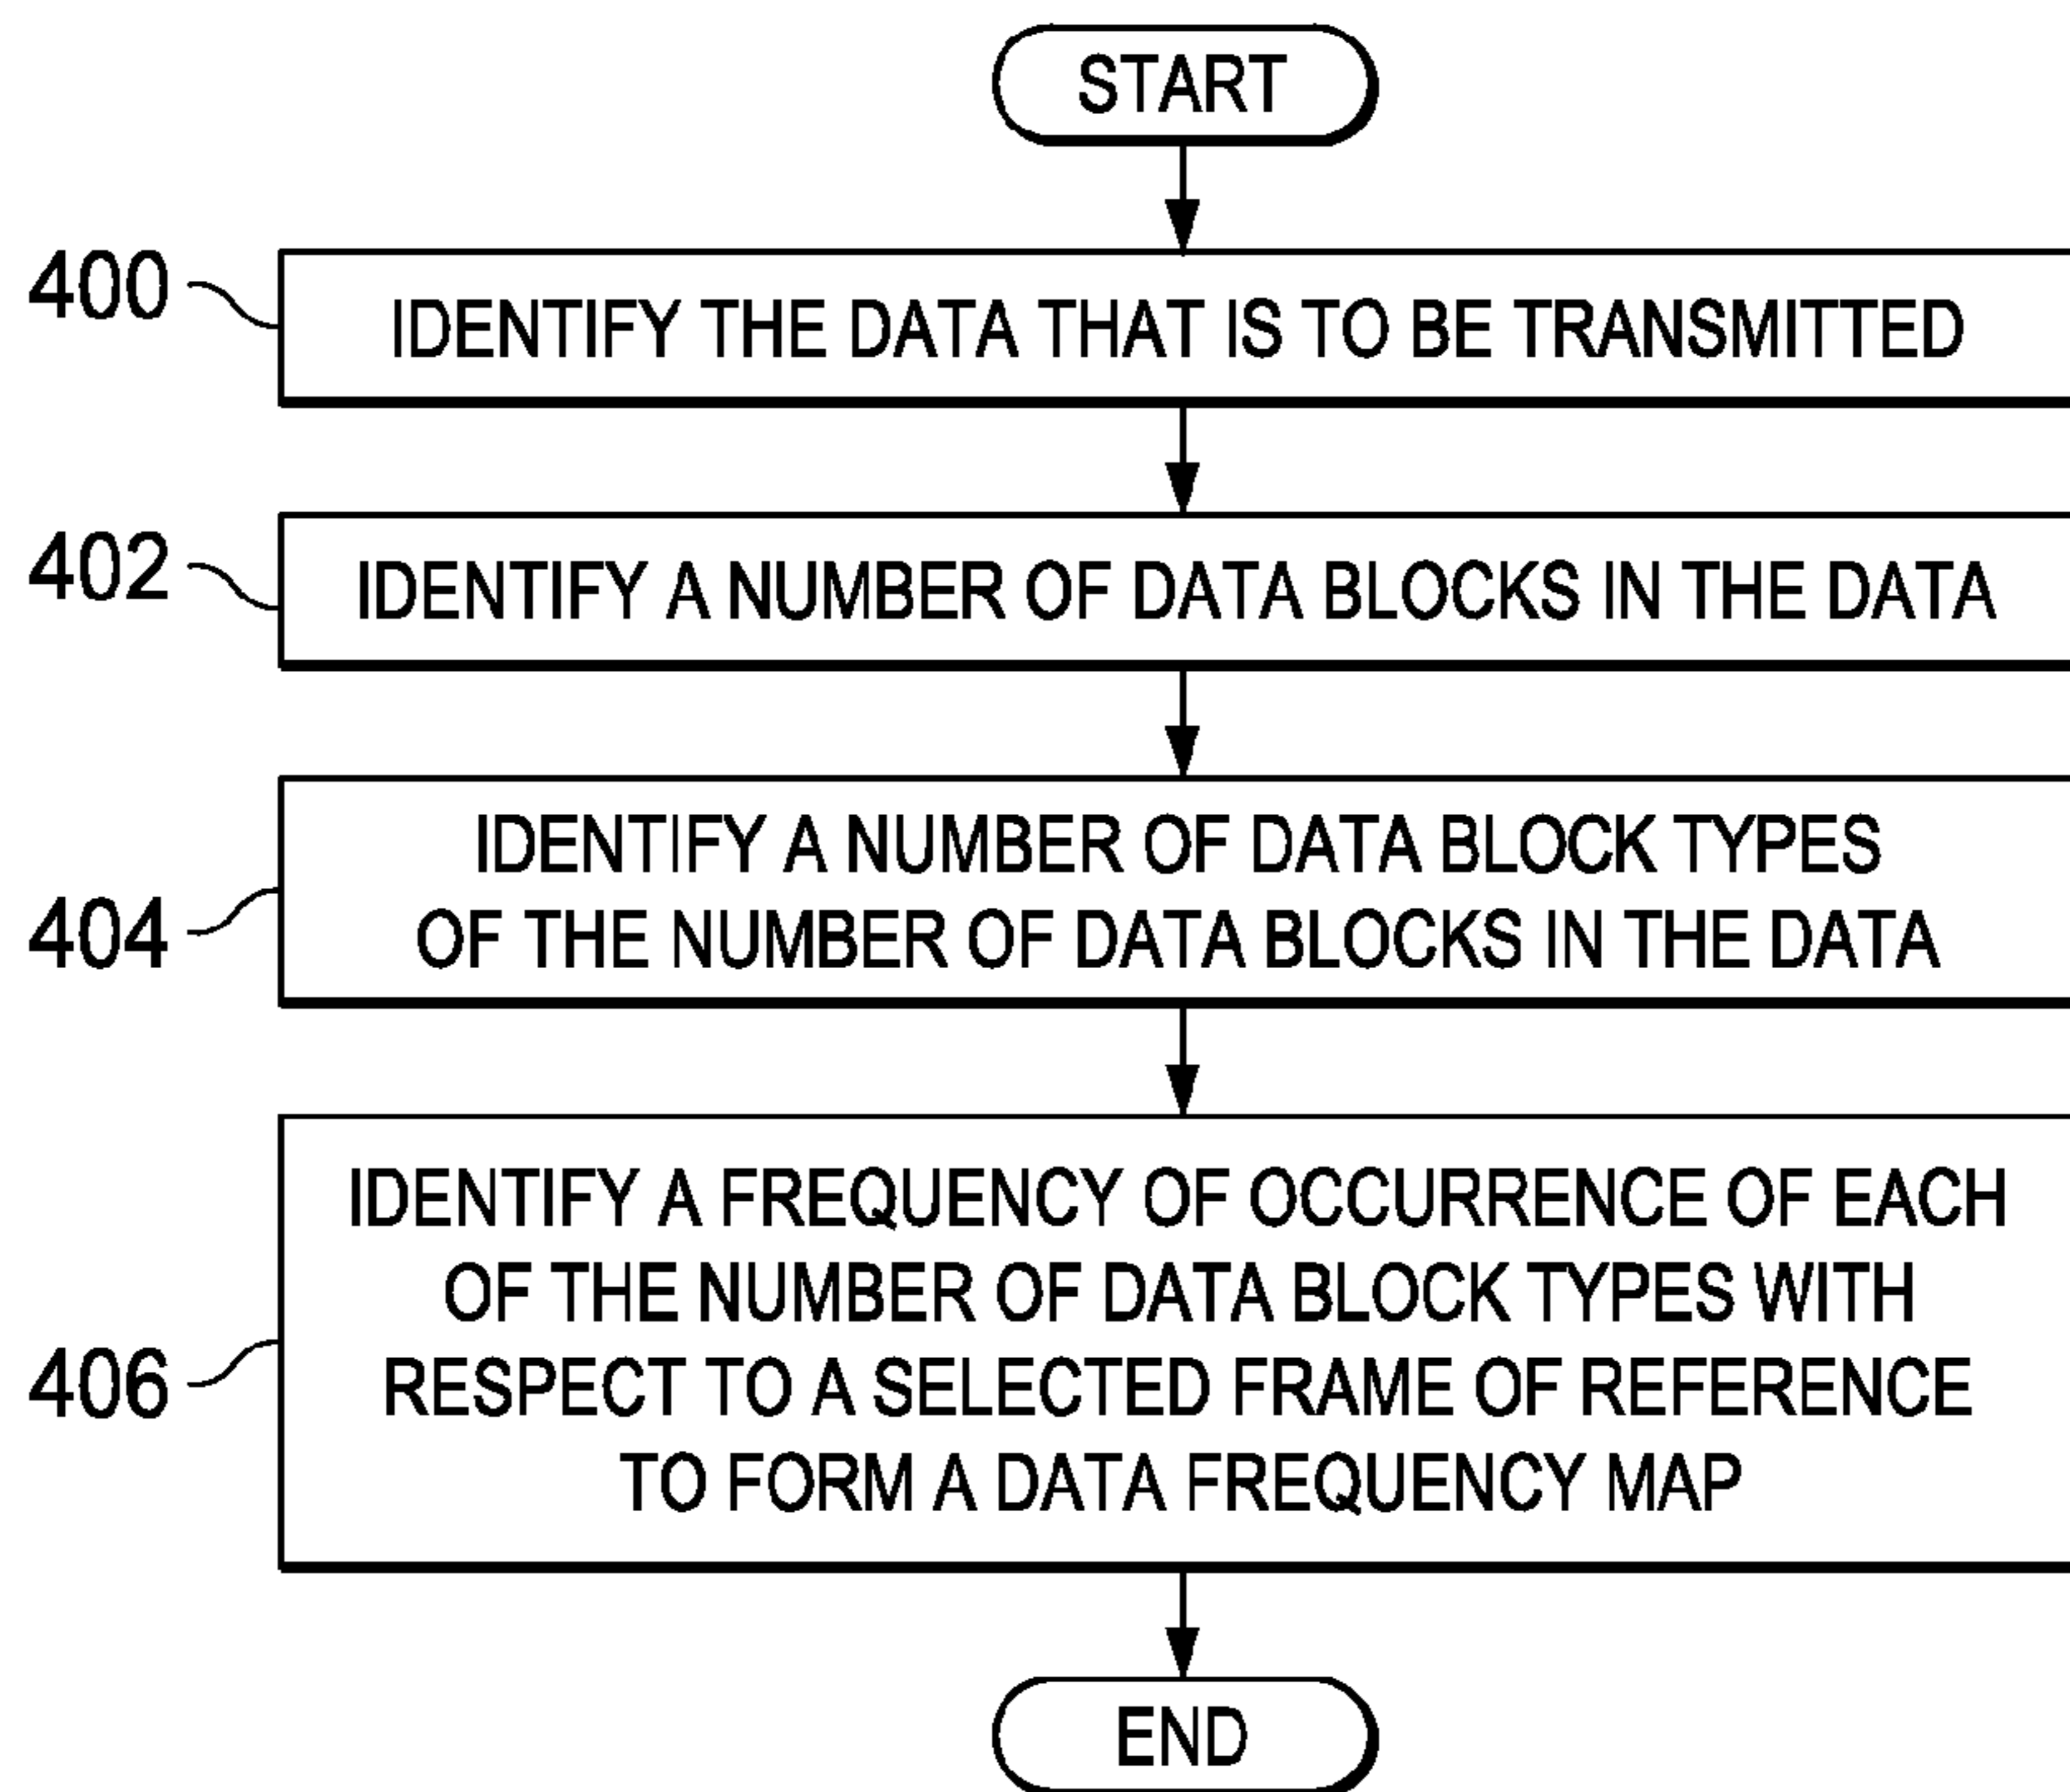 START
400
IDENTIFY THE DATA THAT IS TO BE TRANSMITTED
402
IDENTIFY A NUMBER OF DATA BLOCKS IN THE DATA
404
IDENTIFY A NUMBER OF DATA BLOCK TYPES
OF THE NUMBER OF DATA BLOCKS IN THE DATA
406
IDENTIFY A FREQUENCY OF OCCURRENCE OF EACH
OF THE NUMBER OF DATA BLOCK TYPES WITH
RESPECT TO A SELECTED FRAME OF REFERENCE
TO FORM A DATA FREQUENCY MAP
END